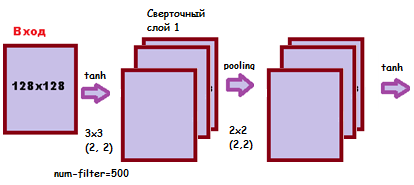 Вход
128x128
tanh
3x3
(2, 2)
num-filter=500
Сверточный
слой 1
pooling
2x2
(2,2)
tanh